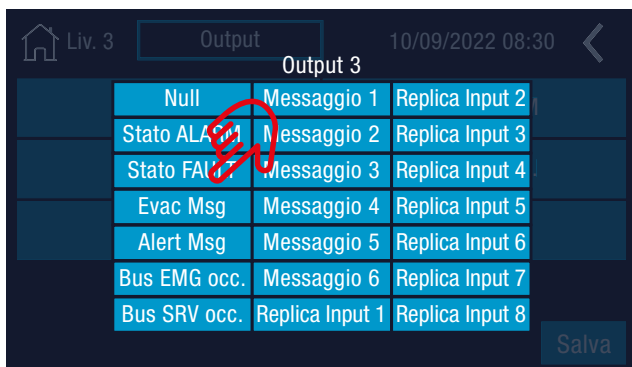 Liv. 3 Output 10/09/2022 08:30
Output 3
Null Messaggio 1 Replica Input 2
Stato ALARM Messaggio 2 Replica Input 3
Stato FAULT Messaggio 3 Replica Input 4
Evac Msg Messaggio 4 Replica Input 5
Alert Msg Messaggio 5 Replica Input 6
Bus EMG occ. Messaggio 6 Replica Input 7
Bus SRV occ. Replica Input 1 Replica Input 8
Salva